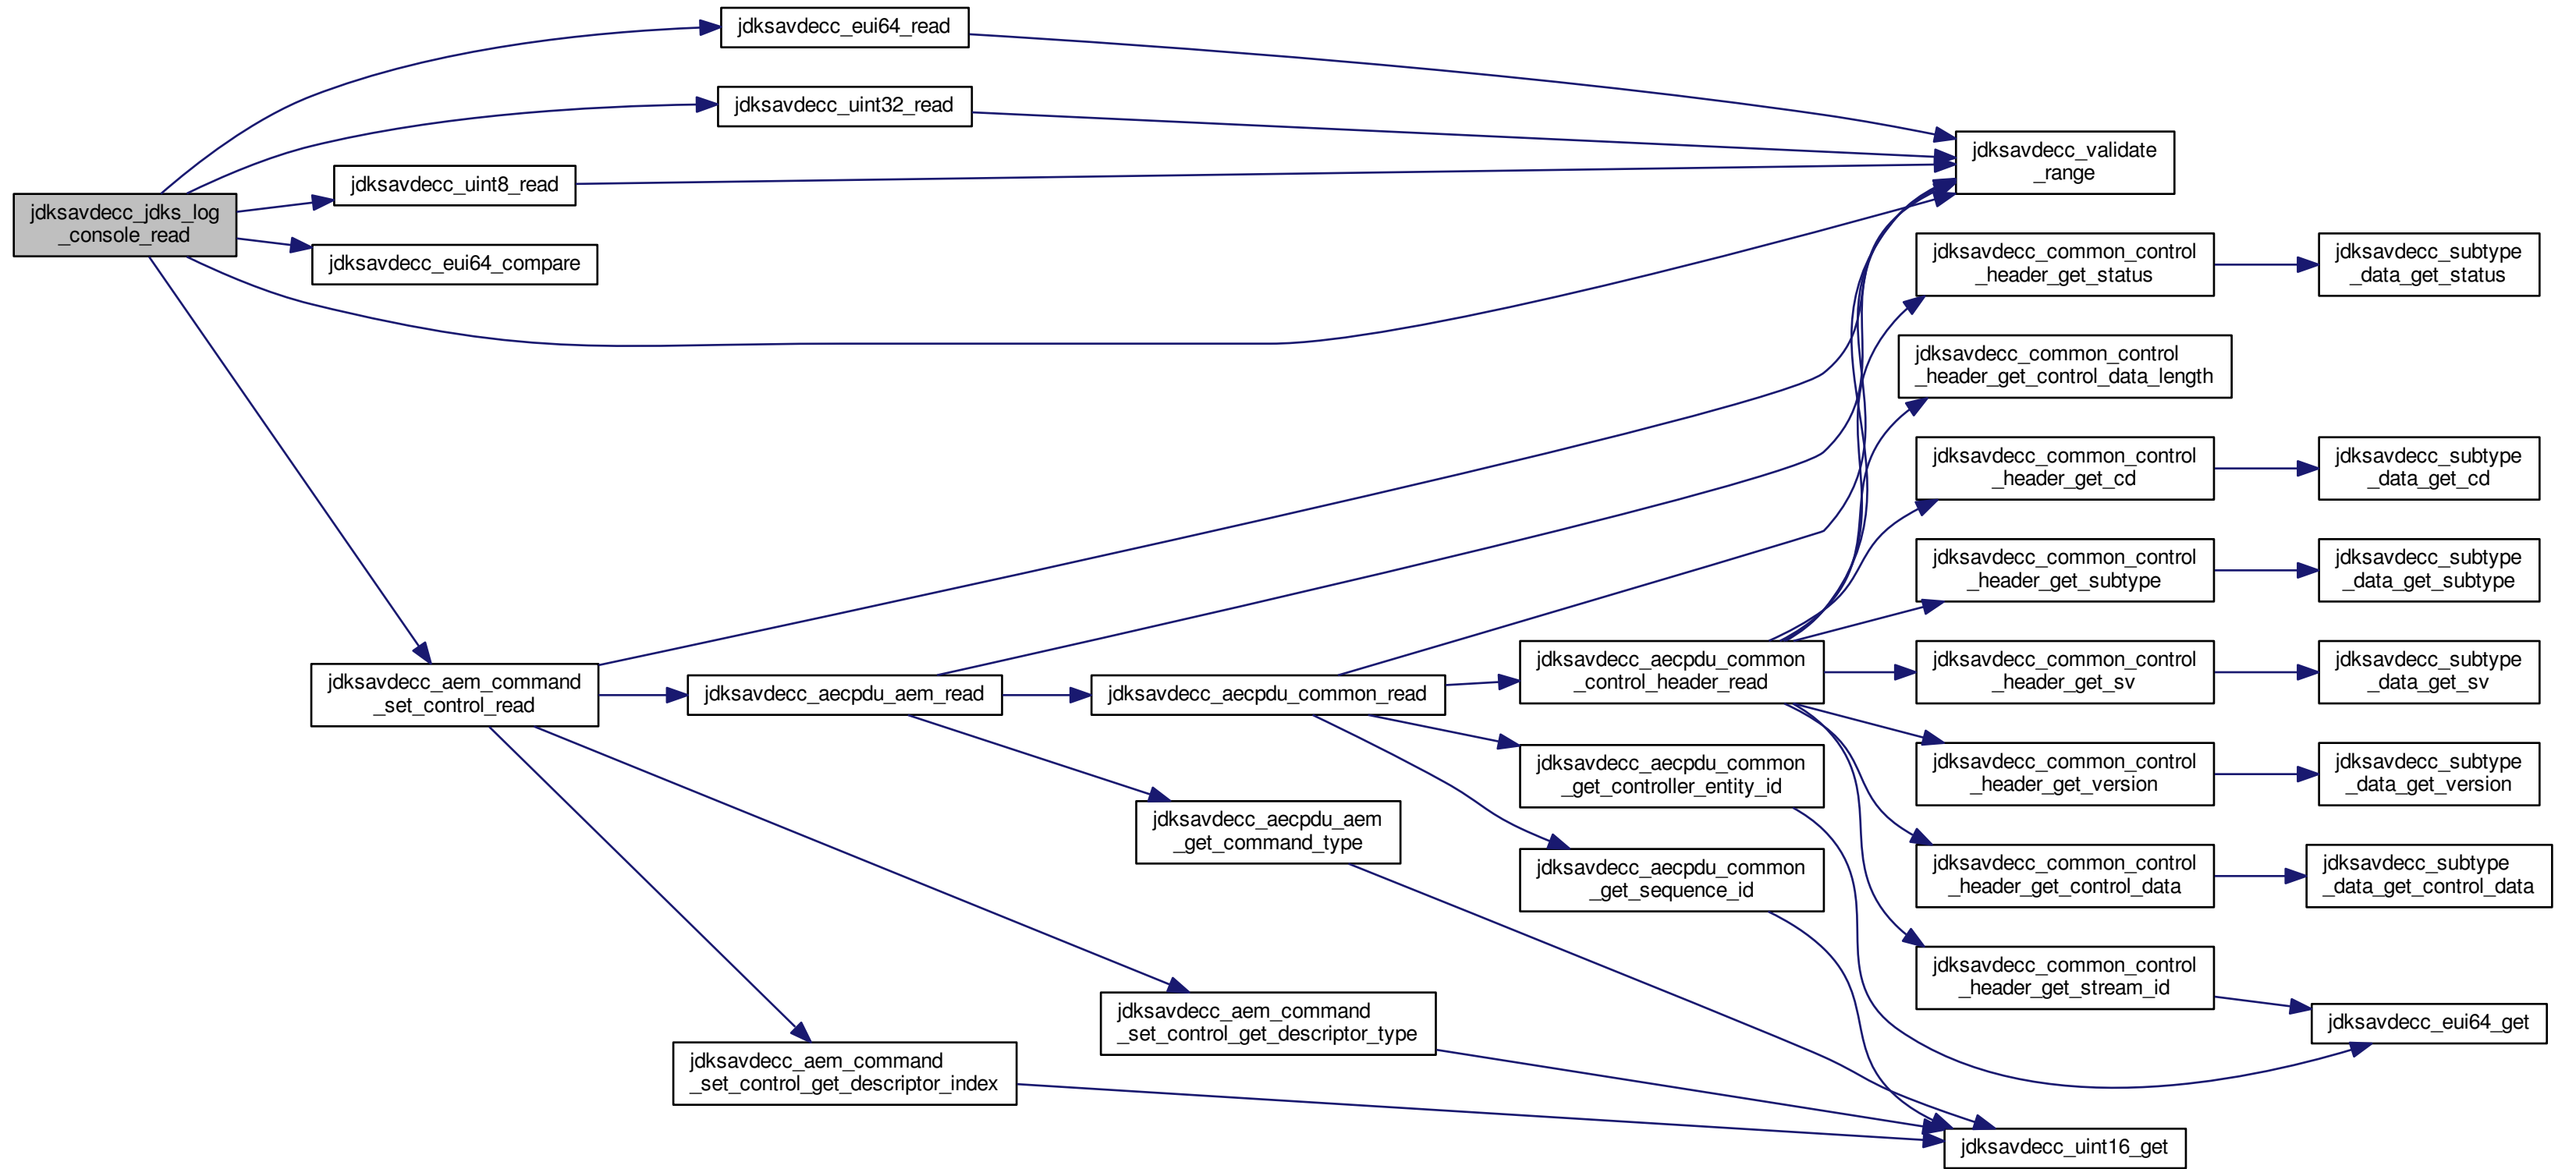 jdksavdecc_jdks_log
_console_read
jdksavdecc_eui64_read
jdksavdecc_uint32_read
jdksavdecc_uint8_read
jdksavdecc_eui64_compare
jdksavdecc_aem_command
_set_control_read
jdksavdecc_validate
_range
jdksavdecc_aecpdu_aem_read
jdksavdecc_aecpdu_common_read
jdksavdecc_aecpdu_common
_control_header_read
jdksavdecc_aecpdu_common
_get_controller_entity_id
jdksavdecc_aecpdu_aem
_get_command_type
jdksavdecc_aecpdu_common
_get_sequence_id
jdksavdecc_aem_command
_set_control_get_descriptor_type
jdksavdecc_aem_command
_set_control_get_descriptor_index
jdksavdecc_common_control
_header_get_status
jdksavdecc_subtype
_data_get_status
jdksavdecc_common_control
_header_get_control_data_length
jdksavdecc_common_control
_header_get_cd
jdksavdecc_subtype
_data_get_cd
jdksavdecc_common_control
_header_get_subtype
jdksavdecc_subtype
_data_get_subtype
jdksavdecc_common_control
_header_get_sv
jdksavdecc_subtype
_data_get_sv
jdksavdecc_common_control
_header_get_version
jdksavdecc_subtype
_data_get_version
jdksavdecc_common_control
_header_get_control_data
jdksavdecc_subtype
_data_get_control_data
jdksavdecc_common_control
_header_get_stream_id
jdksavdecc_eui64_get
jdksavdecc_uint16_get